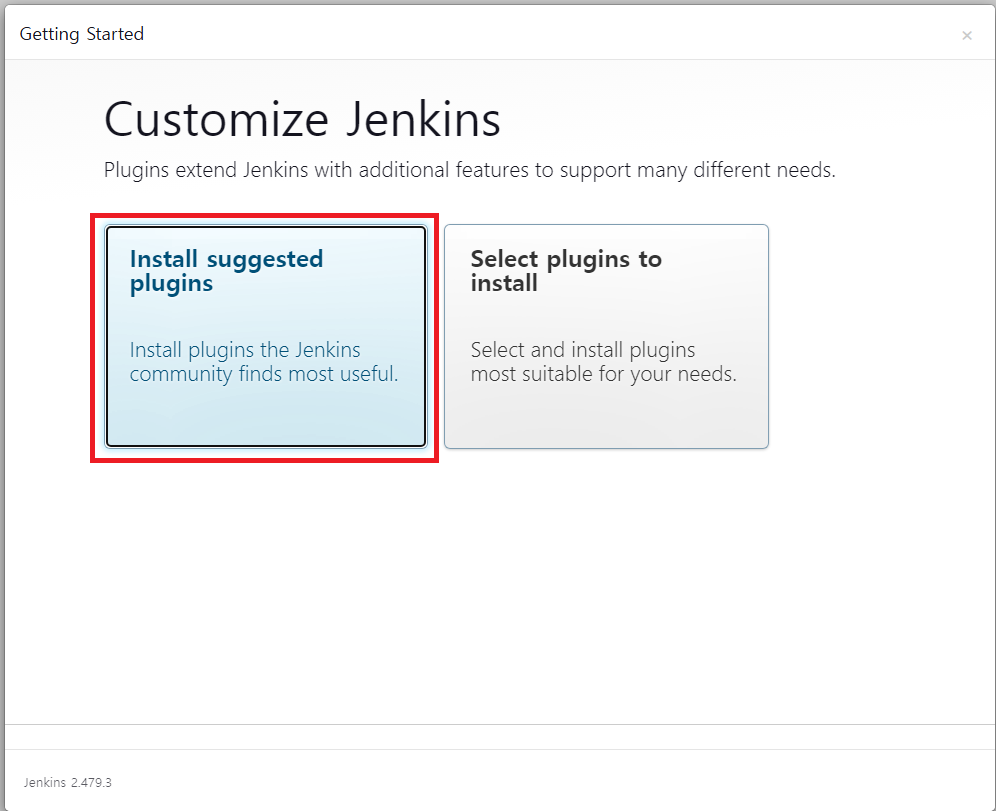 Getting Started
×
Customize Jenkins
Plugins extend Jenkins with additional features to support many different needs.
Install suggested
plugins
Install plugins the Jenkins
community finds most useful.
Select plugins to
install
Select and install plugins
most suitable for your needs.
Jenkins 2.479.3